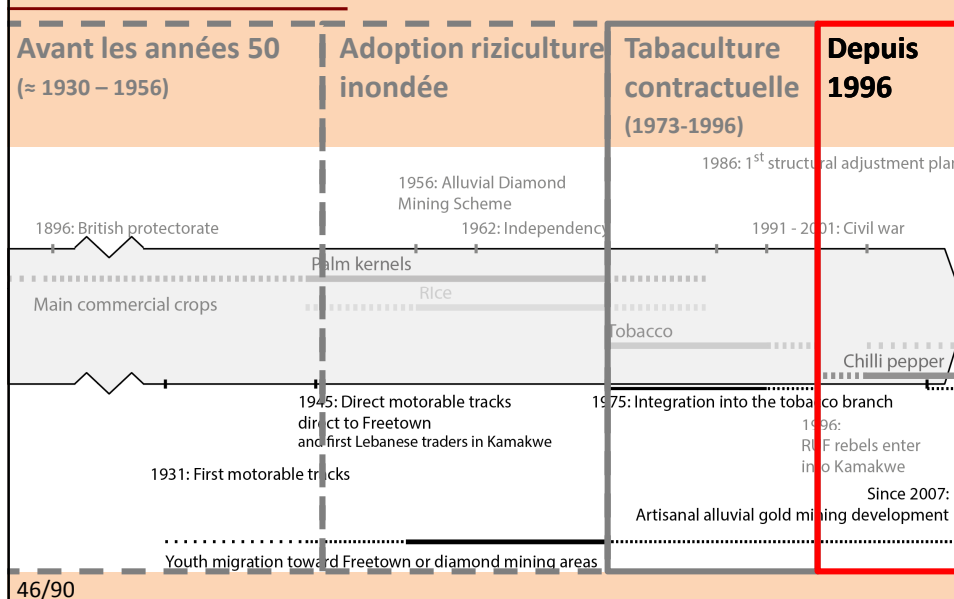 Avant les années 50
(≈ 1930 – 1956)
Adoption riziculture
inondée
Tabaculture
contractuelle
(1973-1996)
Depuis
1996
1986: 1st structural adjustment plan
1956: Alluvial Diamond
Mining Scheme
1896: British protectorate
1962: Independency
1991 - 2001: Civil war
Palm kernels
Rice
Main commercial crops
Tobacco
Chilli pepper
1945: Direct motorable tracks
direct to Freetown
and first Lebanese traders in Kamakwe
1975: Integration into the tobacco branch
1996:
RUF rebels enter
into Kamakwe
1931: First motorable tracks
Since 2007:
Artisanal alluvial gold mining development
Youth migration toward Freetown or diamond mining areas
46/90